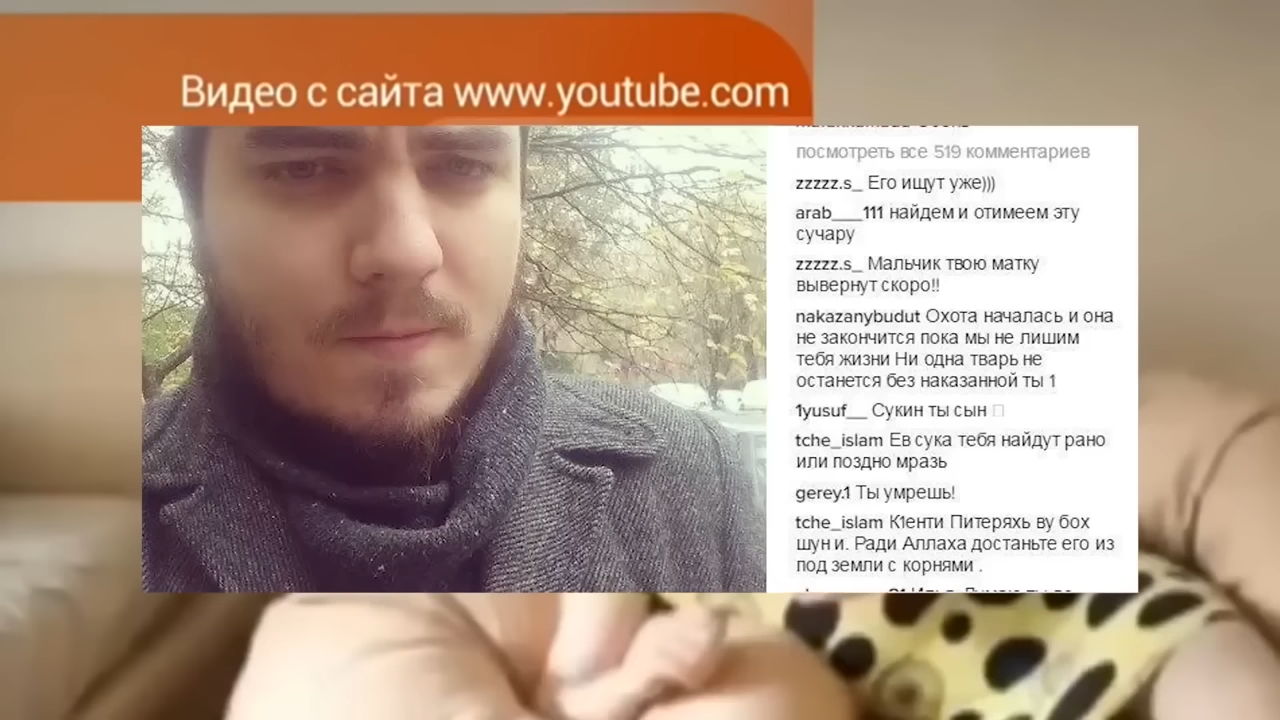 Видео с сайта www.youtube.com
посмотреть все 519 комментариев
zzzzz.s_ Его ищут уже)))
arab___111 найдем и отимеем эту
сучару
zzzzz.s_ Мальчик твою матку
вывернут скоро!!
nakazanybudut Охота началась и она
не закончится пока мы не лишим
тебя жизни Ни одна тварь не
останется без наказанной ты 1
1yusuf__ Сукин ты сын
tche_islam Ев сука тебя найдут рано
или поздно мразь
gerey.1 Ты умрешь!
tche_islam К1енти Питеряхь ву бох
шун и. Ради Аллаха достаньте его из
под земли с корнями .